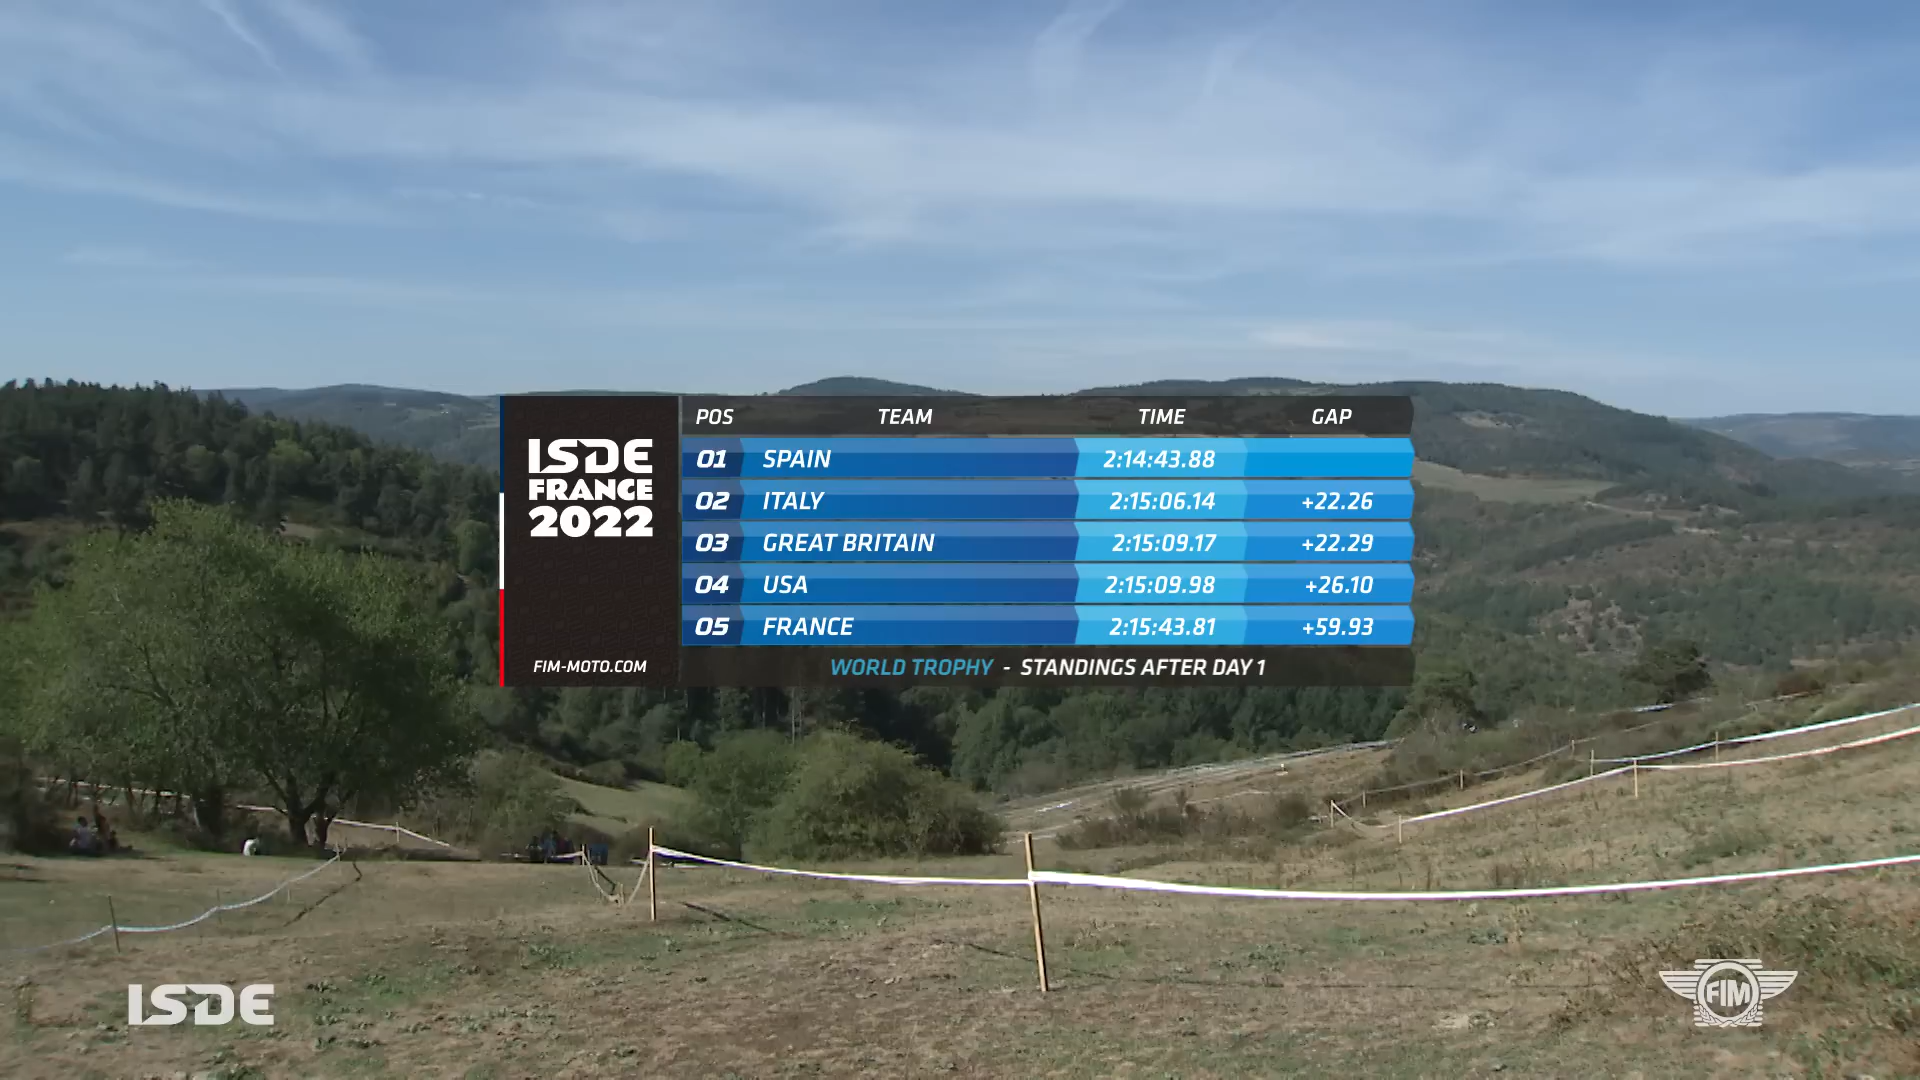 ISDE
FRANCE
2022
FIM-MOTO.COM
POS TEAM TIME GAP
01 SPAIN 2:14:43.88
02 ITALY 2:15:06.14 +22.26
03 GREAT BRITAIN 2:15:09.17 +22.29
04 USA 2:15:09.98 +26.10
05 FRANCE 2:15:43.81 +59.93
WORLD TROPHY - STANDINGS AFTER DAY 1
ISDE
FIM